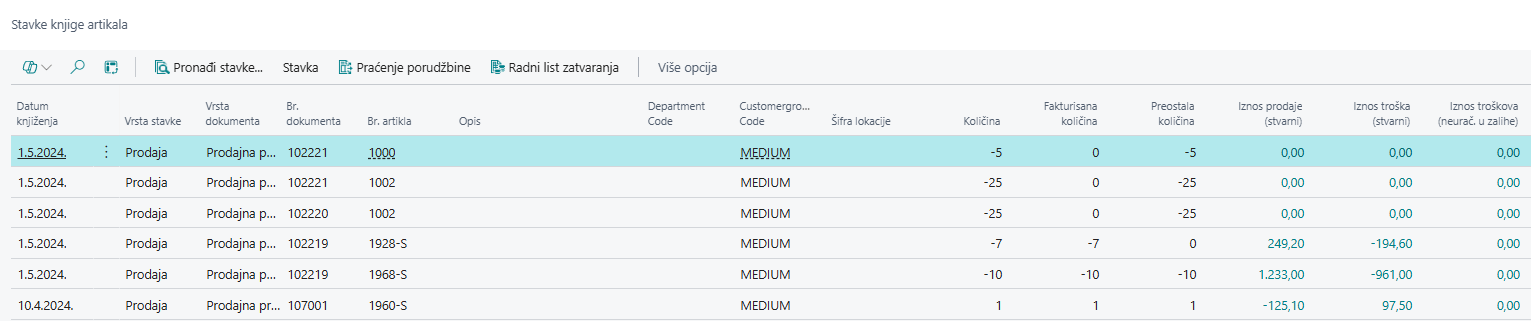 Stavke knjige artikala
Pronađi stavke... Stavka Praćenje porudžbine Radni list zatvaranja Više opcija
Datum knjiženja Vrsta stavke Vrsta dokumenta Br. dokumenta Br. artikla Opis Department Code Customergro... Code Šifra lokacije Količina Fakturisana količina Preostala količina Iznos prodaje (stvarni) Iznos troška (stvarni) Iznos troškova (neurač. u zalihe)
1.5.2024. Prodaja Prodajna p... 102221 1000 MEDIUM -5 0 -5 0,00 0,00 0,00
1.5.2024. Prodaja Prodajna p... 102221 1002 MEDIUM -25 0 -25 0,00 0,00 0,00
1.5.2024. Prodaja Prodajna p... 102220 1002 MEDIUM -25 0 -25 0,00 0,00 0,00
1.5.2024. Prodaja Prodajna p... 102219 1928-S MEDIUM -7 -7 0 249,20 -194,60 0,00
1.5.2024. Prodaja Prodajna p... 102219 1968-S MEDIUM -10 -10 -10 1.233,00 -961,00 0,00
10.4.2024. Prodaja Prodajna pr... 107001 1960-S MEDIUM 1 1 1 -125,10 97,50 0,00